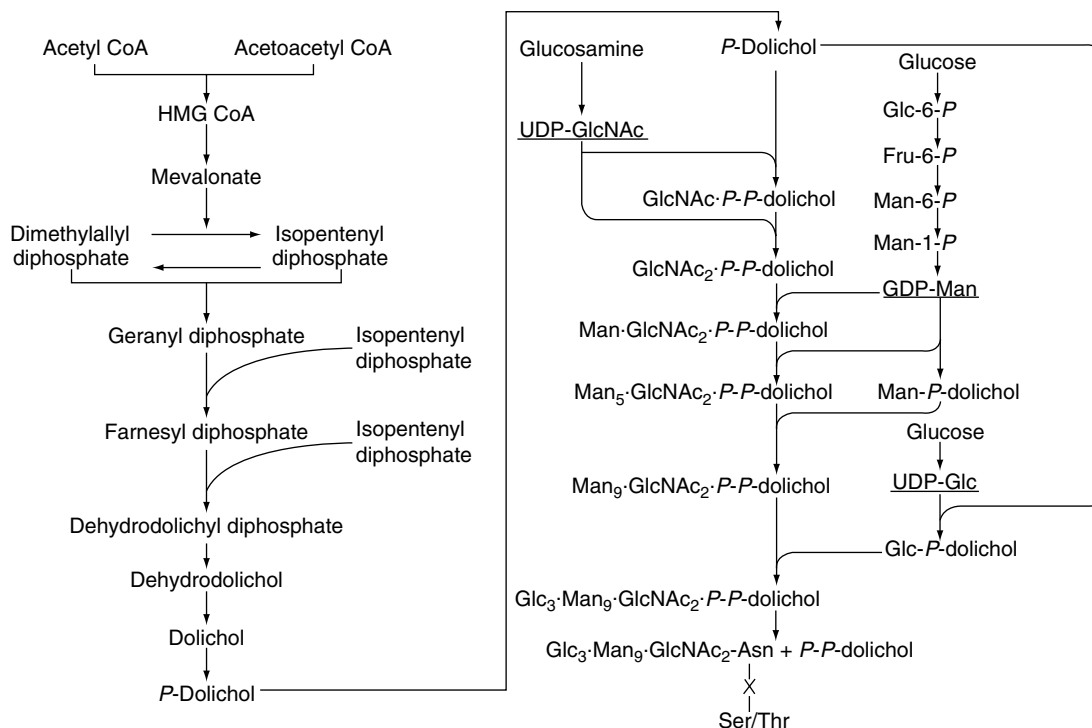 Acetyl CoA Acetoacetyl CoA
HMG CoA
Mevalonate
Dimethylallyl
diphosphate
Isopentenyl
diphosphate
Geranyl diphosphate
Isopentenyl
diphosphate
Farnesyl diphosphate
Isopentenyl
diphosphate
Dehydrodolichyl diphosphate
Dehydrodolichol
Dolichol
P-Dolichol
Glucosamine
UDP-GlcNAc
P-Dolichol
GlcNAc·P-P-dolichol
GlcNAc₂·P-P-dolichol
Man·GlcNAc₂·P-P-dolichol
Man₅·GlcNAc₂·P-P-dolichol
Man₉·GlcNAc₂·P-P-dolichol
Glc₃·Man₉·GlcNAc₂·P-P-dolichol
Glc₃·Man₉·GlcNAc₂-Asn + P-P-dolichol
X
Ser/Thr
Glucose
Glc-6-P
Fru-6-P
Man-6-P
Man-1-P
GDP-Man
Man-P-dolichol
Glucose
UDP-Glc
Glc-P-dolichol